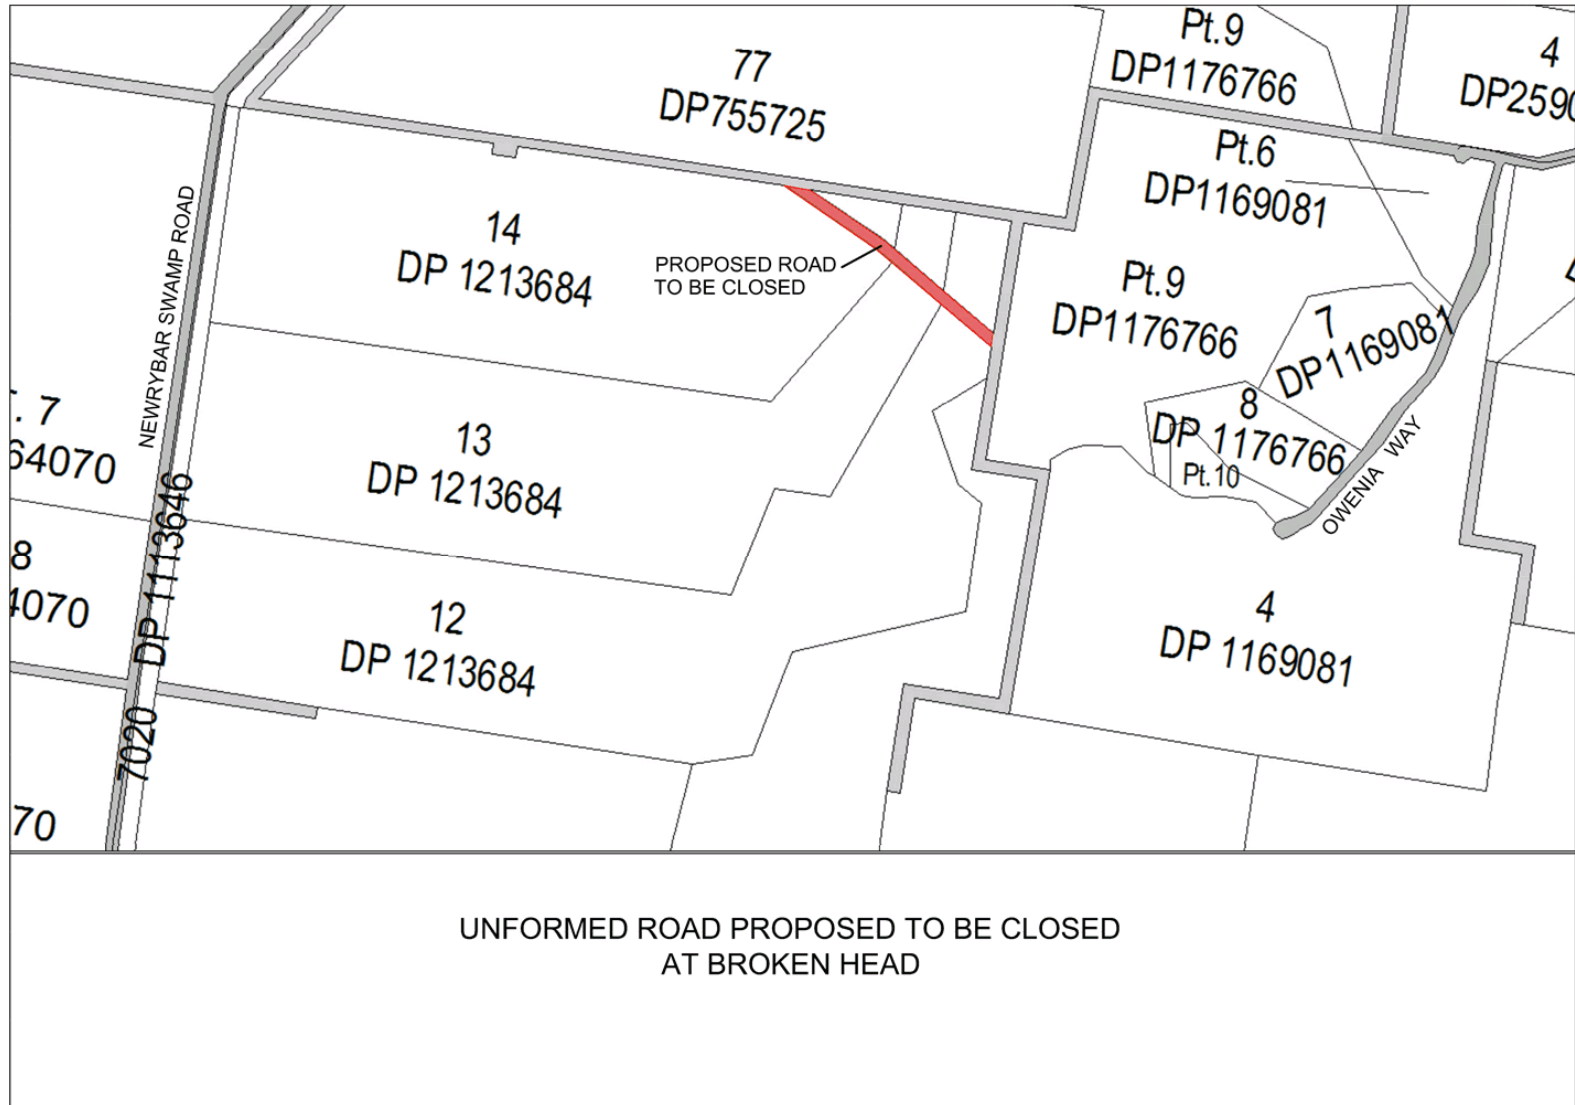 77
DP755725
Pt.9
DP1176766
4
DP2590
Pt.6
DP1169081
14
DP 1213684
PROPOSED ROAD
TO BE CLOSED
NEWRYBAR SWAMP ROAD
Pt.9
DP1176766
7
DP1169081
8
DP 1176766
Pt.10
OWENIA WAY
. 7
64070
13
DP 1213684
8
4070
12
DP 1213684
4
DP 1169081
7020 DP 1113646
70
UNFORMED ROAD PROPOSED TO BE CLOSED
AT BROKEN HEAD